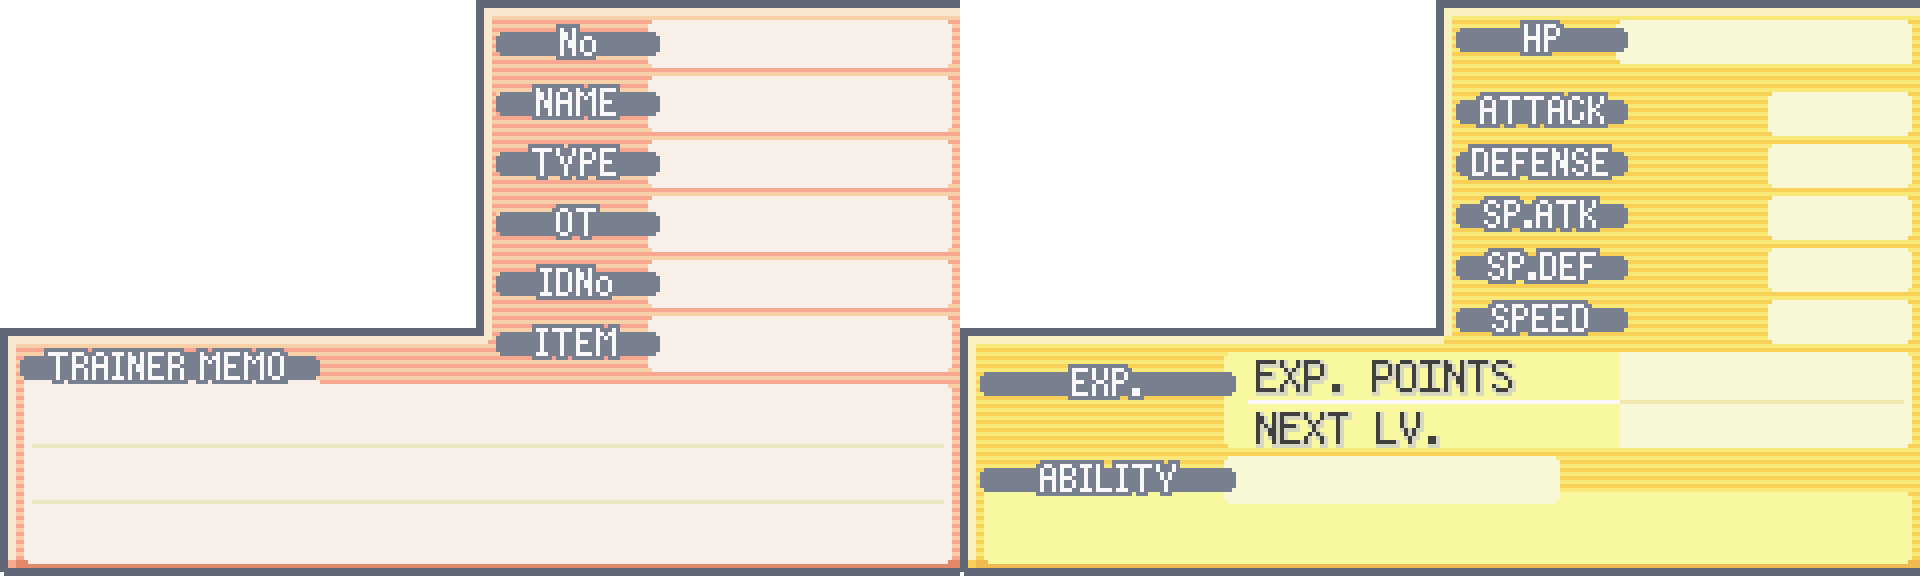 No
NAME
TYPE
OT
IDNo
ITEM
TRAINER MEMO
HP
ATTACK
DEFENSE
SP.ATK
SP.DEF
SPEED
EXP.
EXP. POINTS
NEXT LV.
ABILITY